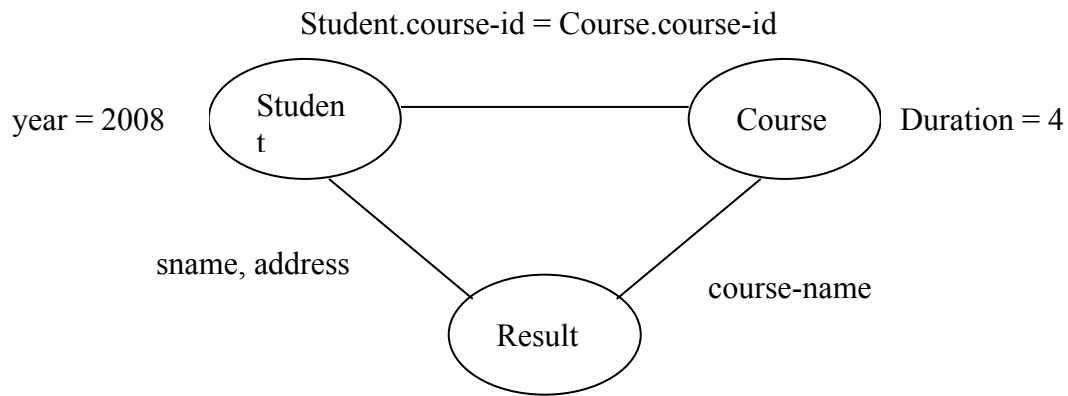 Student.course-id = Course.course-id
year = 2008
Studen
t
Course
Duration = 4
sname, address
course-name
Result